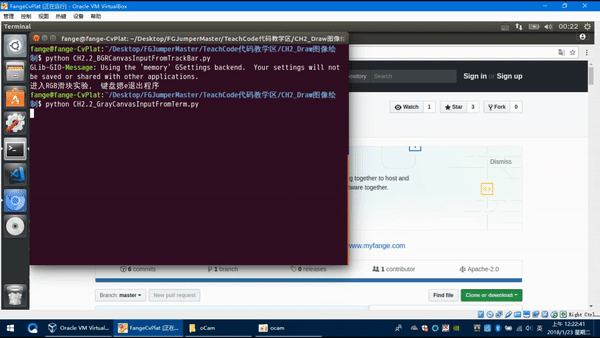 FangeCvPlat [正在运行] - Oracle VM VirtualBox
管理 控制 视图 热键 设备 帮助
Terminal
00:22
fange@fange-CvPlat: ~/Desktop/FGJumperMaster/TeachCode代码教学区/CH2_Draw图像绘
fange@fange-CvPlat:~/Desktop/FGJumperMaster/TeachCode代码教学区/CH2_Draw图像绘
制$ python CH2.2_BGRCanvasInputFromTrackBar.py
GLib-GIO-Message: Using the 'memory' GSettings backend.  Your settings will not
be saved or shared with other applications.
进入RGB滑块实验， 键盘摁e退出程序
fange@fange-CvPlat:~/Desktop/FGJumperMaster/TeachCode代码教学区/CH2_Draw图像绘
制$ python CH2.2_GrayCanvasInputFromTerm.py
Repository Search
Sign in or Sign up
Watch 1
Star 3
Fork 0
Dismiss
ing together to host and
ftware together.
www.myfange.com
6 commits
1 branch
0 releases
1 contributor
Apache-2.0
Branch: master
New pull request
Find file
Clone or download
Right Ctrl
Oracle VM Virtual...
FangeCvPlat [正在...
oCam
ocam
英
上午 12:22:41
2018/1/23 星期二